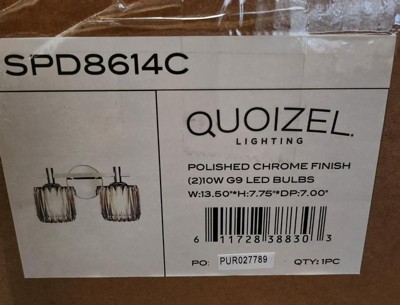 SPD8614C
QUOIZEL
LIGHTING
POLISHED CHROME FINISH
(2)10W G9 LED BULBS
W:13.50"*H:7.75"*DP:7.00"
6 11728 38830 3
PO: PUR027789 QTY: 1PC